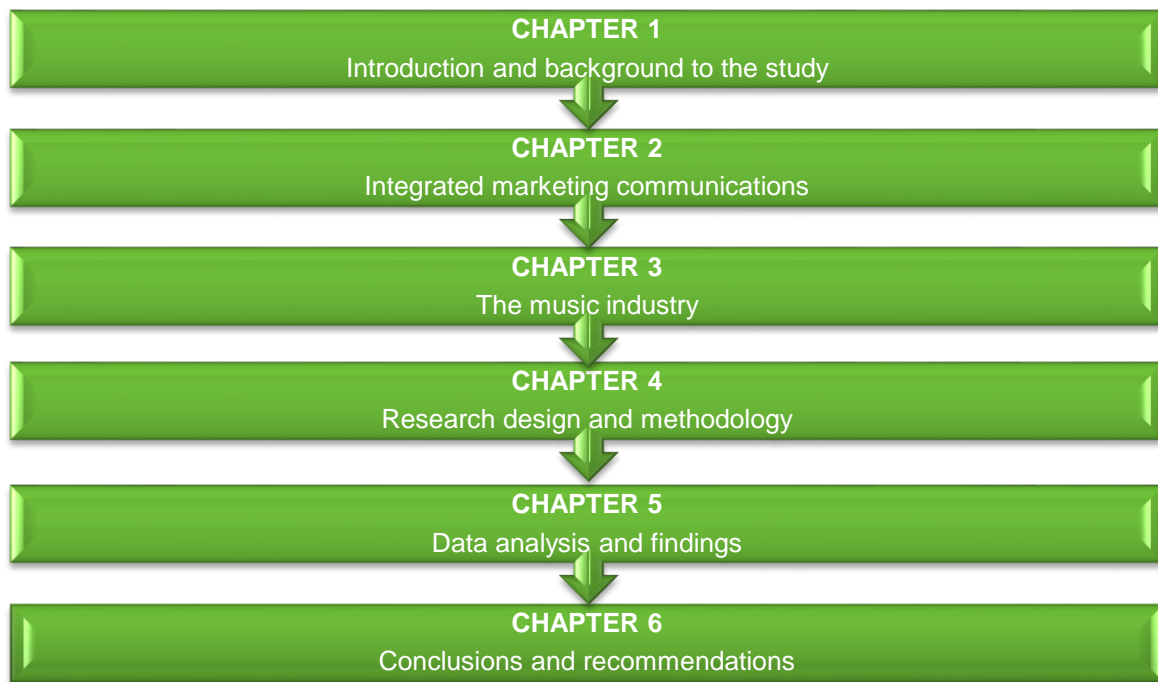 CHAPTER 1
Introduction and background to the study
CHAPTER 2
Integrated marketing communications
CHAPTER 3
The music industry
CHAPTER 4
Research design and methodology
CHAPTER 5
Data analysis and findings
CHAPTER 6
Conclusions and recommendations